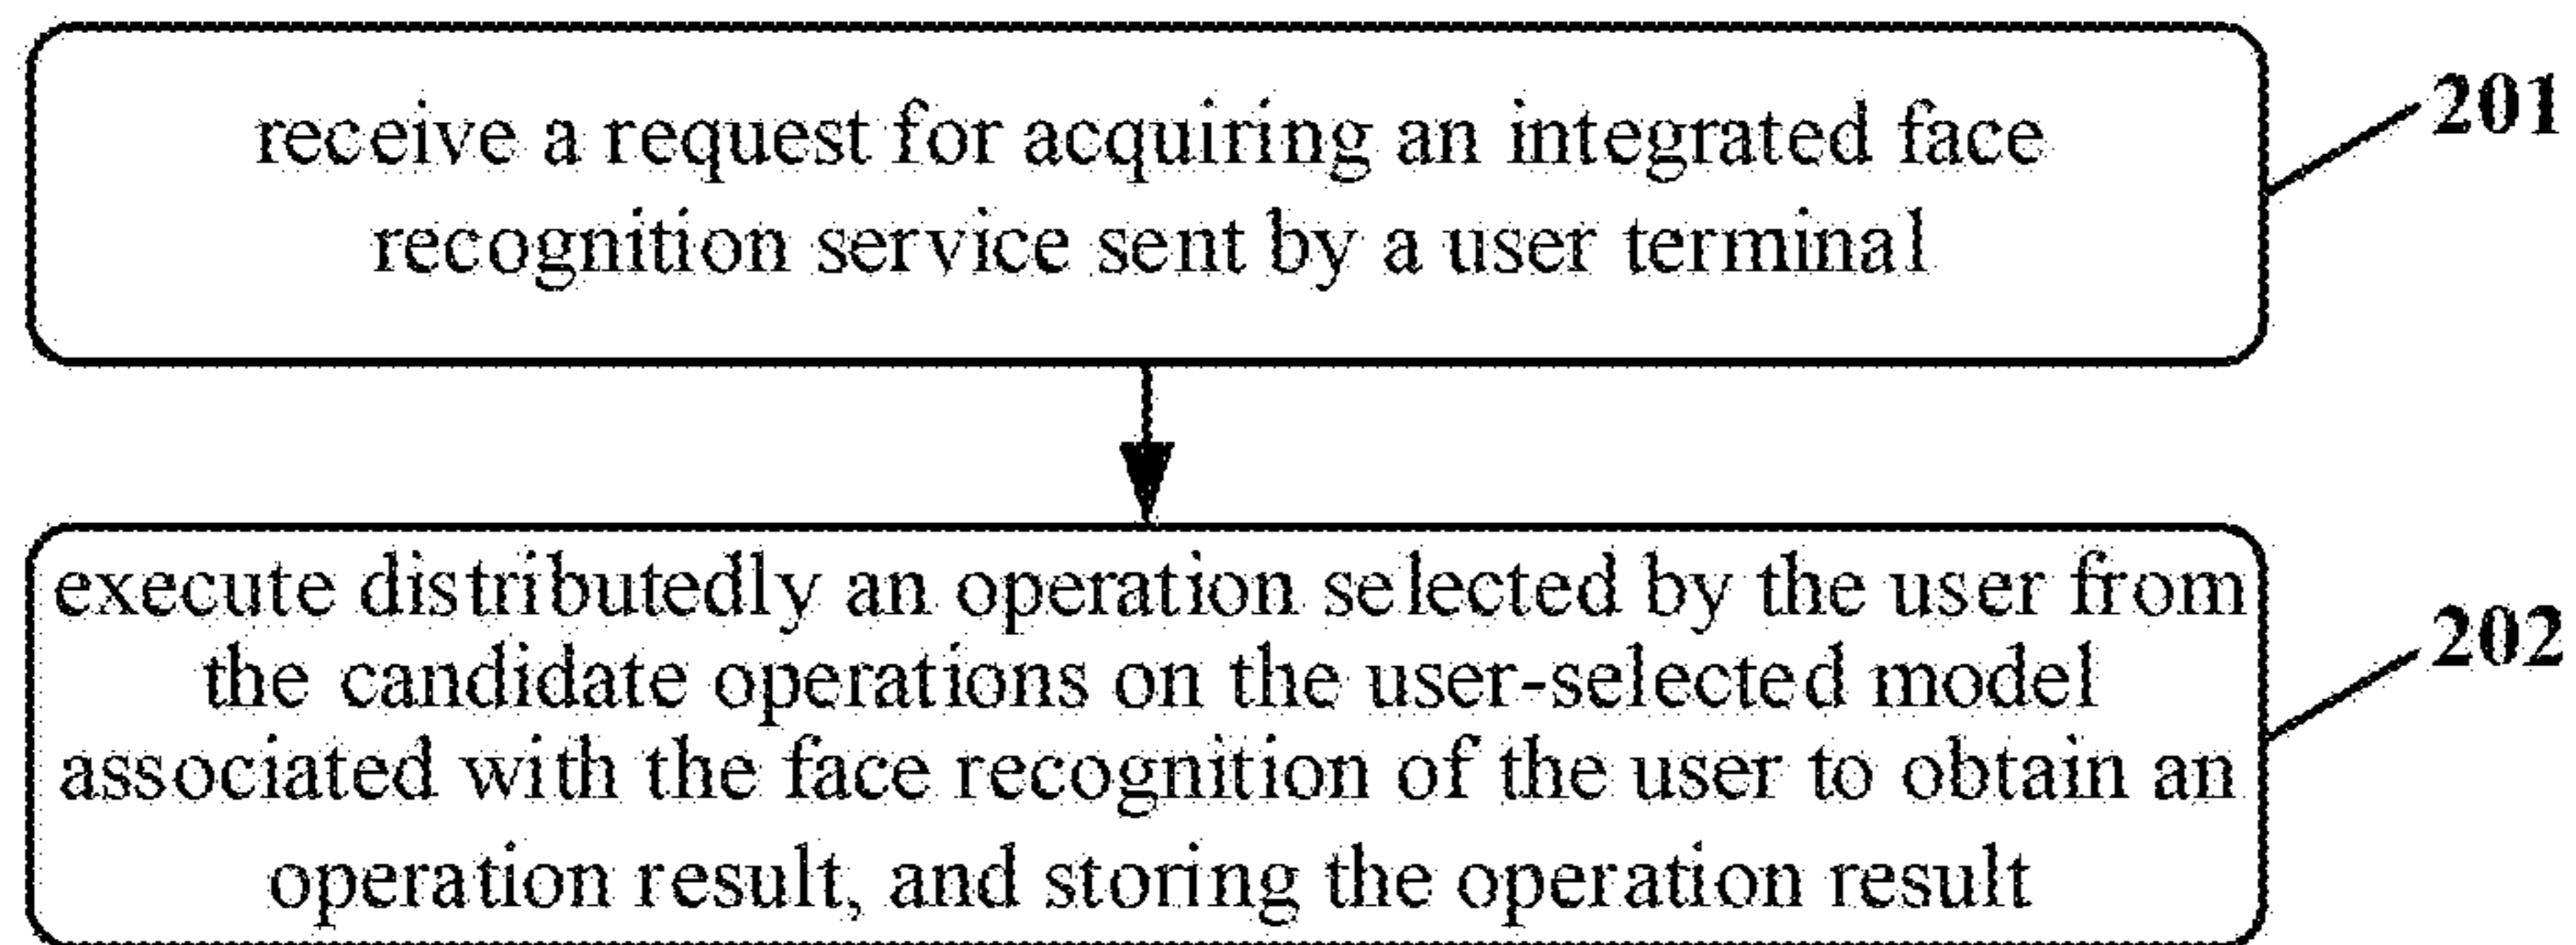 receive a request for acquiring an integrated face
recognition service sent by a user terminal
201
execute distributedly an operation selected by the user from
the candidate operations on the user-selected model
associated with the face recognition of the user to obtain an
operation result, and storing the operation result
202